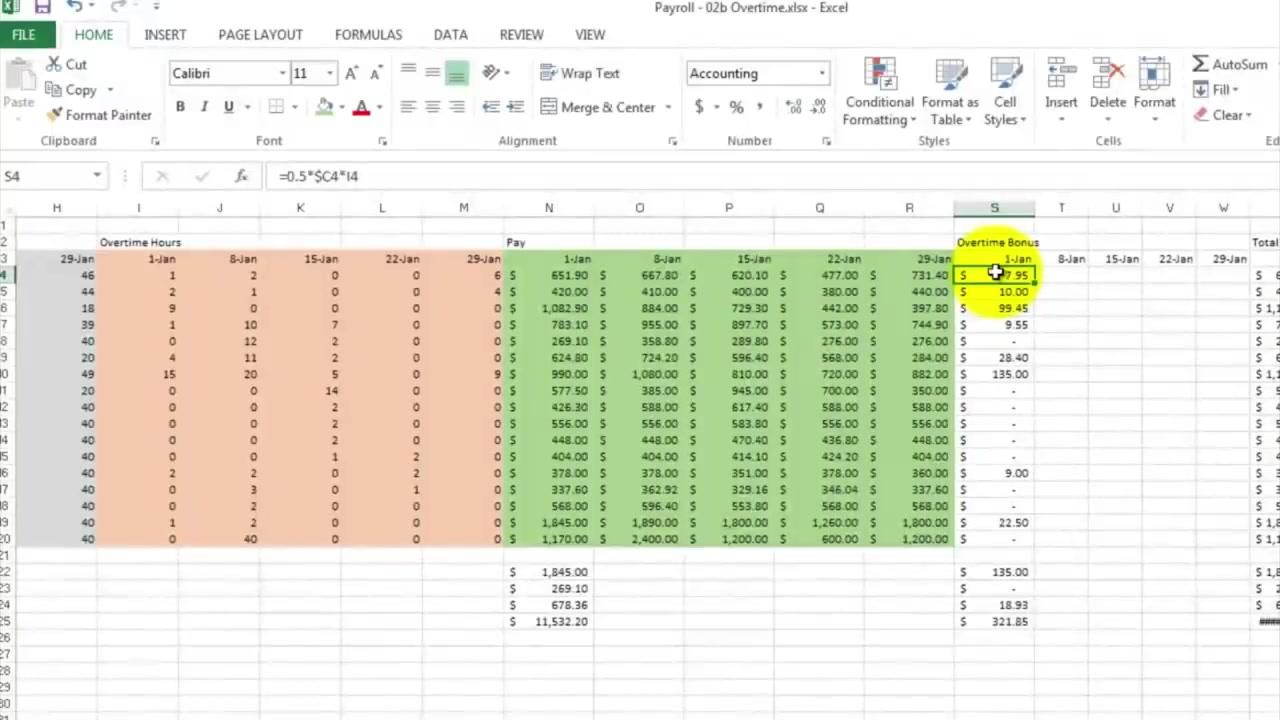 Payroll - 02b Overtime.xlsx - Excel
FILE HOME INSERT PAGE LAYOUT FORMULAS DATA REVIEW VIEW
Cut Calibri 11 Wrap Text Accounting AutoSum
Copy Fill
Paste Format Painter B I U Merge & Center $ % Conditional Formatting Format as Table Cell Styles Insert Delete Format Clear
Clipboard Font Alignment Number Styles Cells Ed
S4 fx =0.5*$C4*I4
H I J K L M N O P Q R S T U V W
1
2 Overtime Hours Pay Overtime Bonus Total
3 29-Jan 1-Jan 8-Jan 15-Jan 22-Jan 29-Jan 1-Jan 8-Jan 15-Jan 22-Jan 29-Jan 1-Jan 8-Jan 15-Jan 22-Jan 29-Jan
4 46 1 2 0 0 6 $ 651.90 $ 667.80 $ 620.10 $ 477.00 $ 731.40 $ 7.95 $ 6
5 44 2 1 0 0 4 $ 420.00 $ 410.00 $ 400.00 $ 380.00 $ 440.00 $ 10.00 $ 4
6 18 9 0 0 0 0 $ 1,082.90 $ 884.00 $ 729.30 $ 442.00 $ 397.80 $ 99.45 $ 1,1
7 39 1 10 7 0 0 $ 783.10 $ 955.00 $ 897.70 $ 573.00 $ 744.90 $ 9.55 $ 7
8 40 0 12 2 0 0 $ 269.10 $ 358.80 $ 289.80 $ 276.00 $ 276.00 $ - $ 2
9 20 4 11 2 0 0 $ 624.80 $ 724.20 $ 596.40 $ 568.00 $ 284.00 $ 28.40 $ 6
10 49 15 20 5 0 9 $ 990.00 $ 1,080.00 $ 810.00 $ 720.00 $ 882.00 $ 135.00 $ 1,1
11 20 0 0 14 0 0 $ 577.50 $ 385.00 $ 945.00 $ 700.00 $ 350.00 $ - $ 5
12 40 0 0 2 0 0 $ 426.30 $ 588.00 $ 617.40 $ 588.00 $ 588.00 $ - $ 4
13 40 0 0 2 0 0 $ 556.00 $ 556.00 $ 583.80 $ 556.00 $ 556.00 $ - $ 5
14 40 0 0 2 0 0 $ 448.00 $ 448.00 $ 470.40 $ 436.80 $ 448.00 $ - $ 4
15 40 0 0 1 2 0 $ 404.00 $ 404.00 $ 414.10 $ 424.20 $ 404.00 $ - $ 4
16 40 2 2 0 2 0 $ 378.00 $ 378.00 $ 351.00 $ 378.00 $ 360.00 $ 9.00 $ 3
17 40 0 3 0 1 0 $ 337.60 $ 362.92 $ 329.16 $ 346.04 $ 337.60 $ - $ 3
18 40 0 2 0 0 0 $ 568.00 $ 596.40 $ 553.80 $ 568.00 $ 568.00 $ - $ 5
19 40 1 2 0 0 0 $ 1,845.00 $ 1,890.00 $ 1,800.00 $ 1,260.00 $ 1,800.00 $ 22.50 $ 1,8
20 40 0 40 0 0 0 $ 1,170.00 $ 2,400.00 $ 1,200.00 $ 600.00 $ 1,200.00 $ - $ 1,1
21
22 $ 1,845.00 $ 135.00 $ 1,8
23 $ 269.10 $ - $ 2
24 $ 678.36 $ 18.93 $ 6
25 $ 11,532.20 $ 321.85 ####
26
27
28
29
30